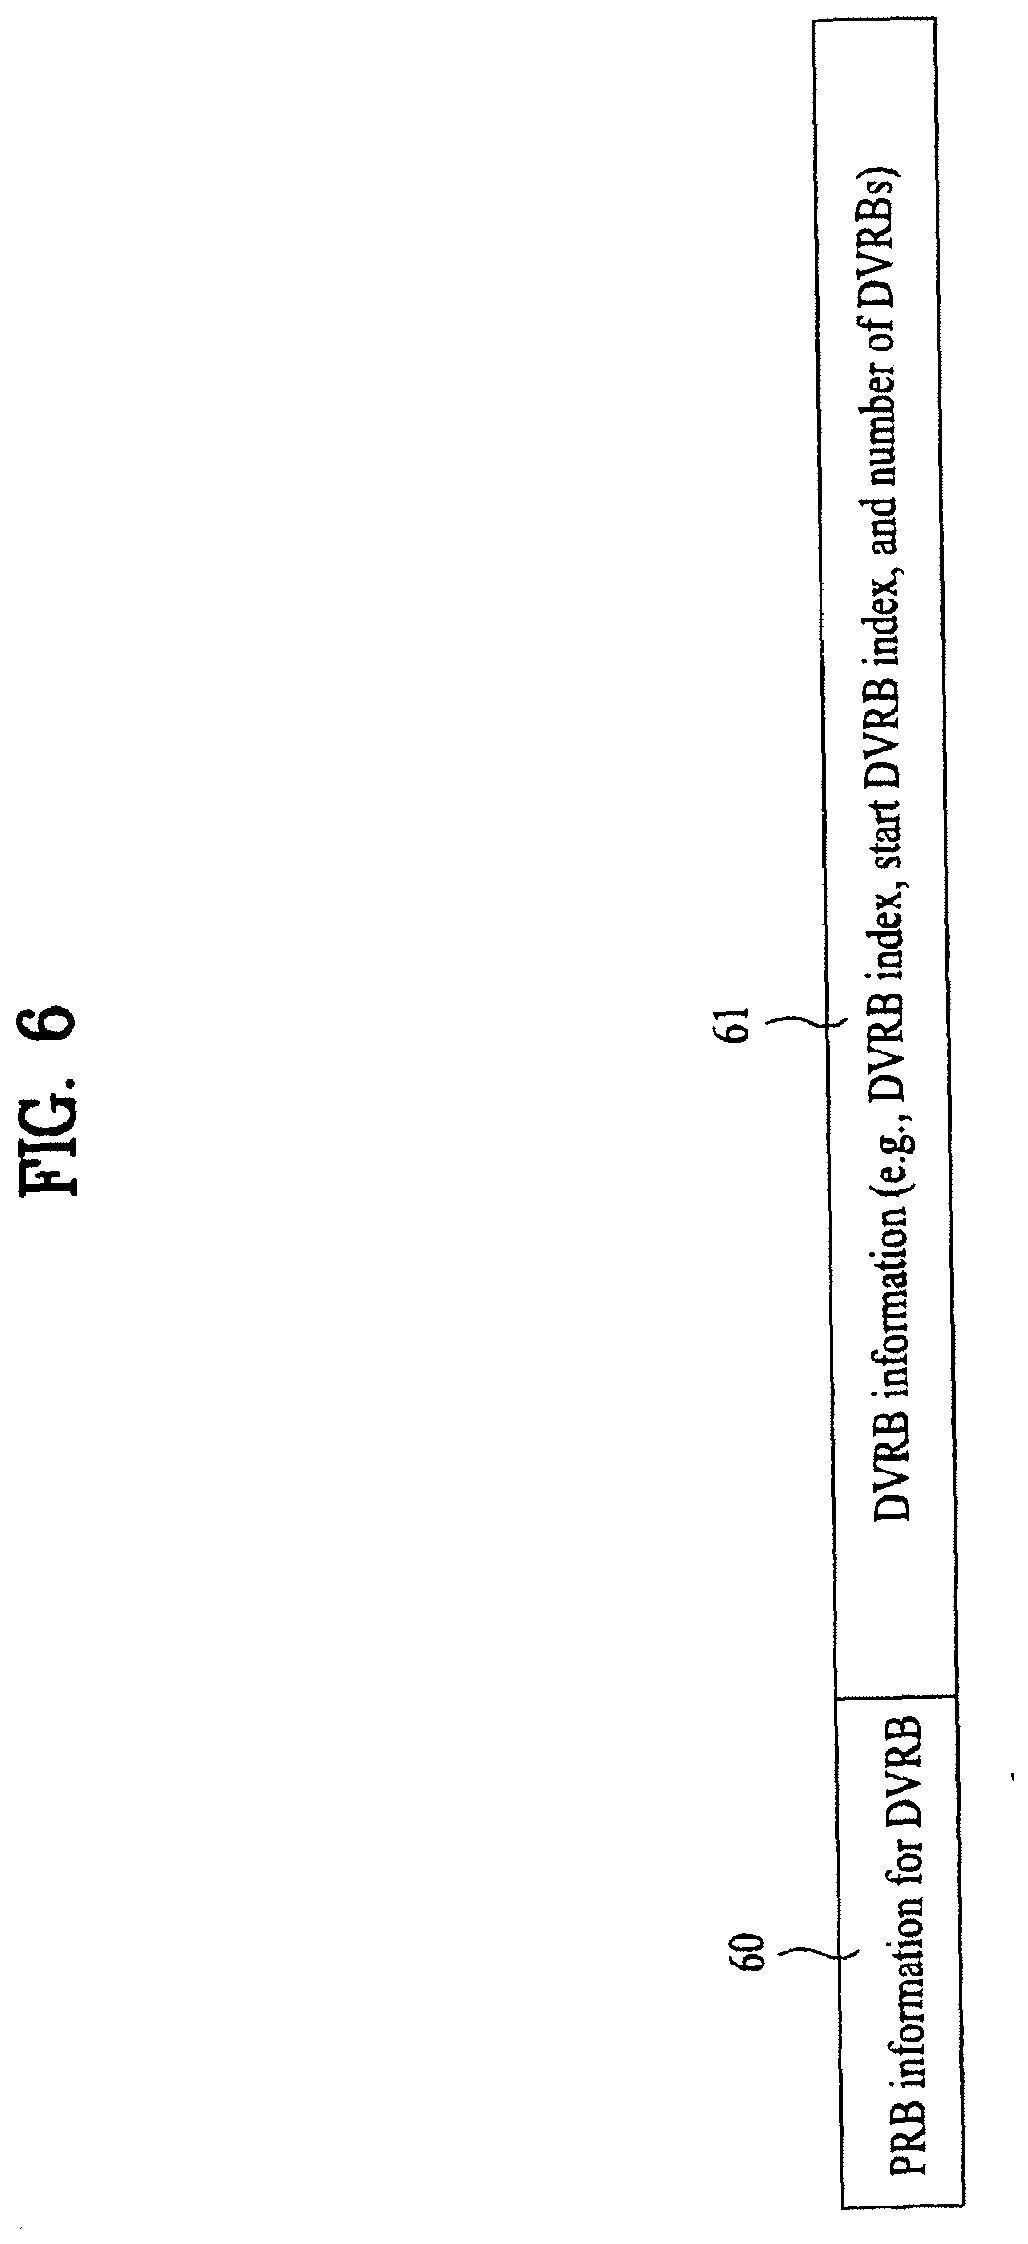 FIG. 6
60
61
PRB information for DVRB
DVRB information (e.g., DVRB index, start DVRB index, and number of DVRBs)